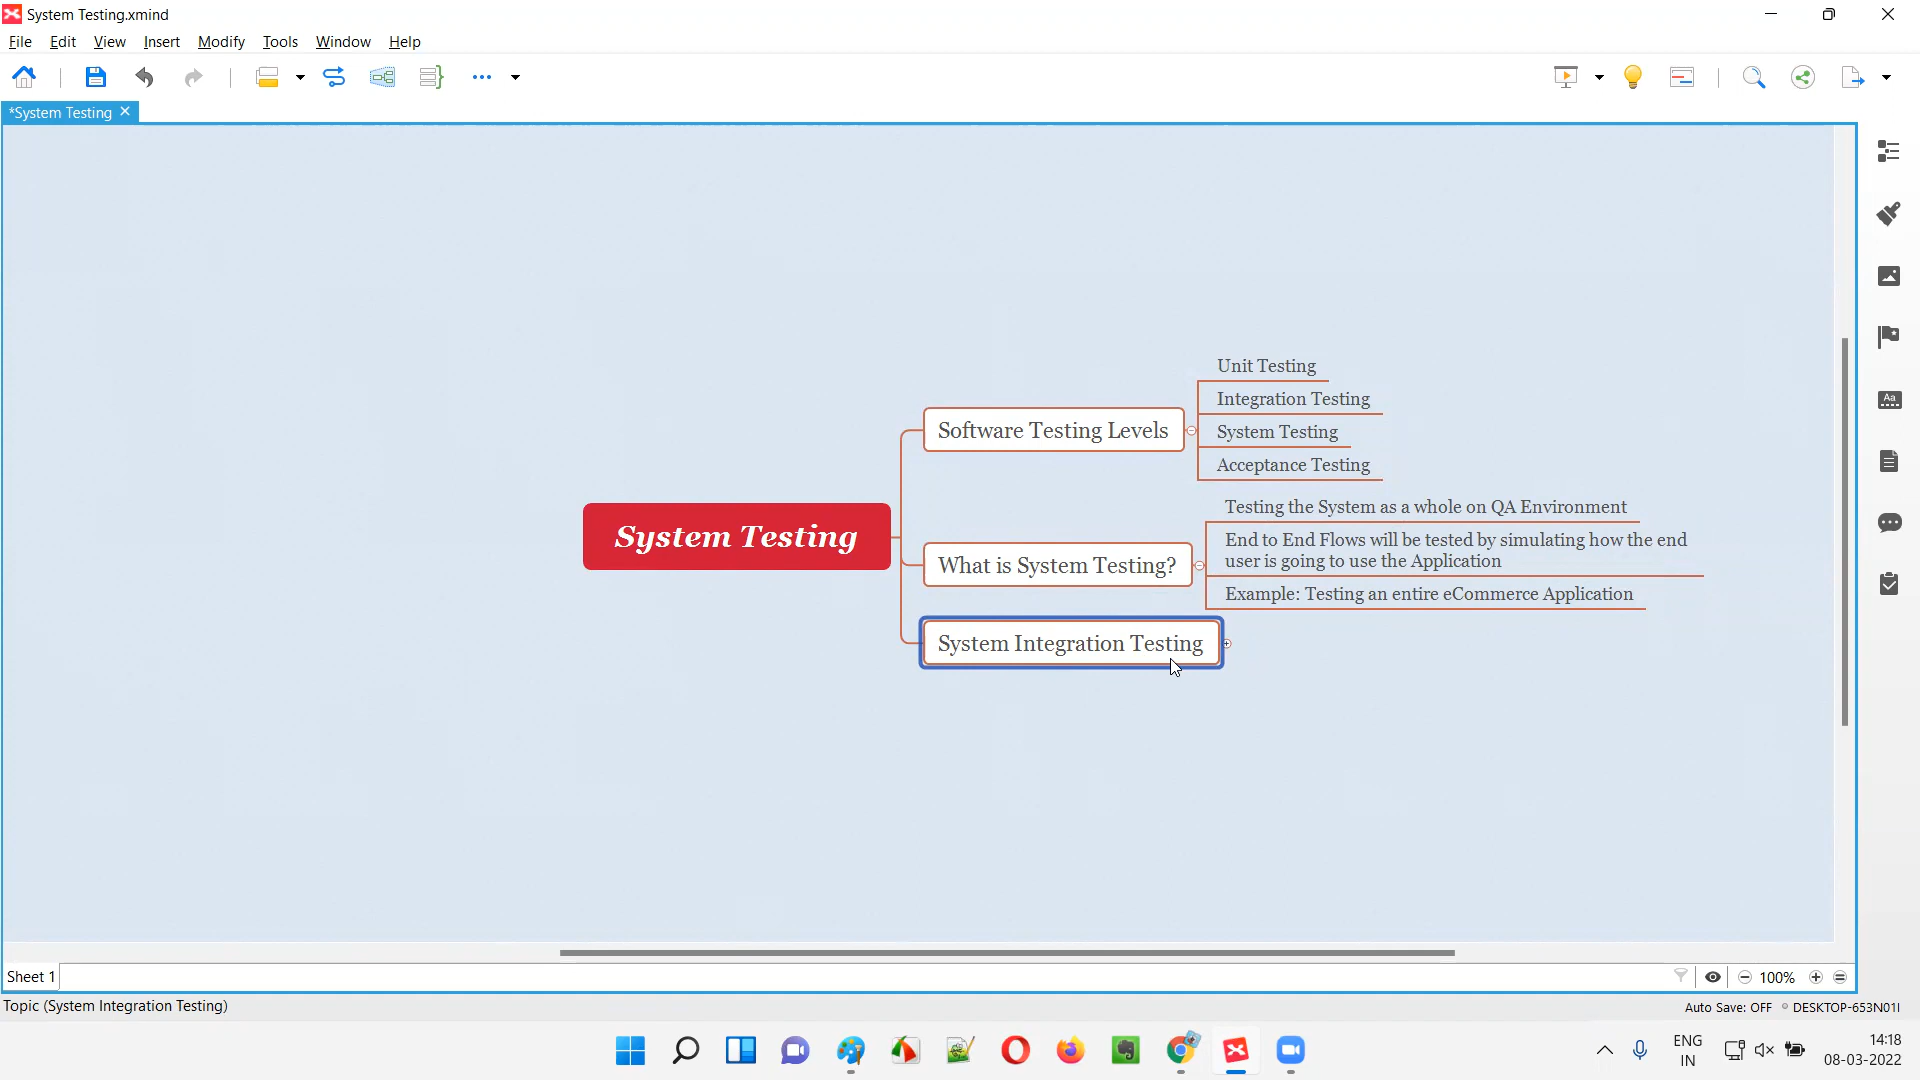 System Testing.xmind
File Edit View Insert Modify Tools Window Help
*System Testing
Unit Testing
Integration Testing
Software Testing Levels
System Testing
Acceptance Testing
Testing the System as a whole on QA Environment
System Testing
End to End Flows will be tested by simulating how the end
user is going to use the Application
What is System Testing?
Example: Testing an entire eCommerce Application
System Integration Testing
Aa
Sheet 1
100%
Topic (System Integration Testing)
Auto Save: OFF
DESKTOP-653N01I
ENG
IN
14:18
08-03-2022